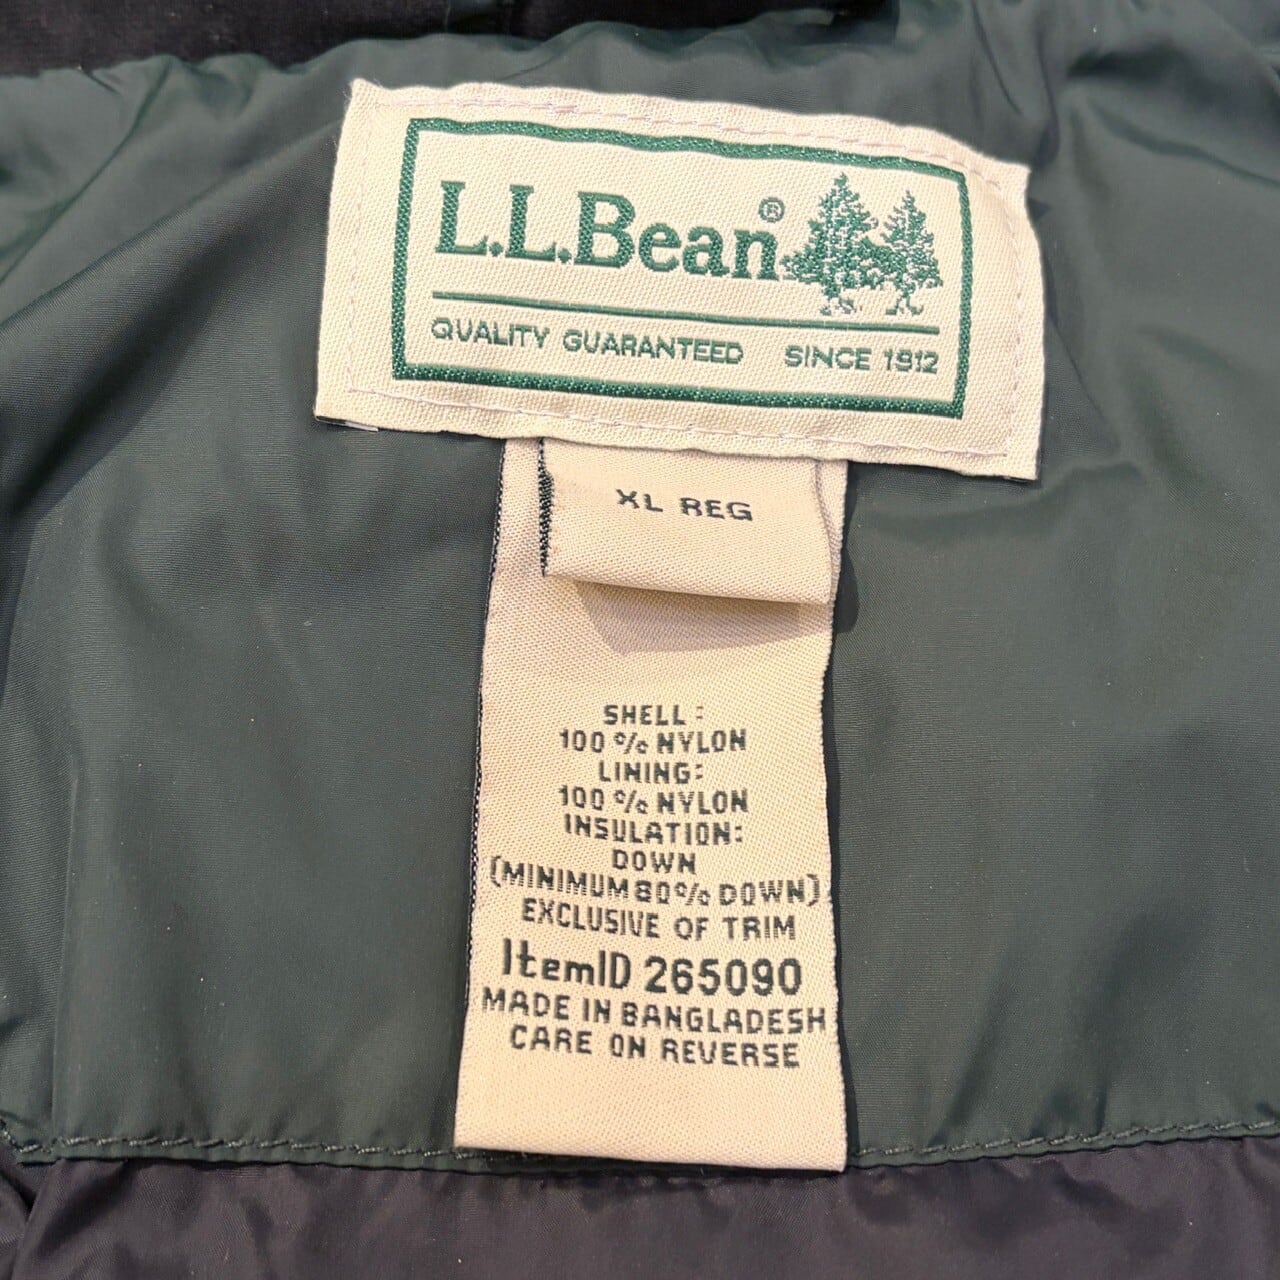 L.L.Bean®
QUALITY GUARANTEED SINCE 1912
XL REG
SHELL:
100% NYLON
LINING:
100% NYLON
INSULATION:
DOWN
(MINIMUM 80% DOWN)
EXCLUSIVE OF TRIM
ItemID 265090
MADE IN BANGLADESH
CARE ON REVERSE